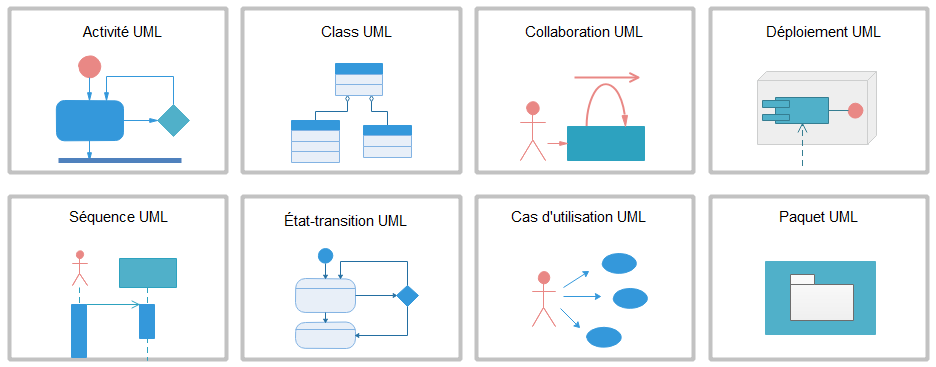 Activité UML
Class UML
Collaboration UML
Déploiement UML
Séquence UML
État-transition UML
Cas d'utilisation UML
Paquet UML